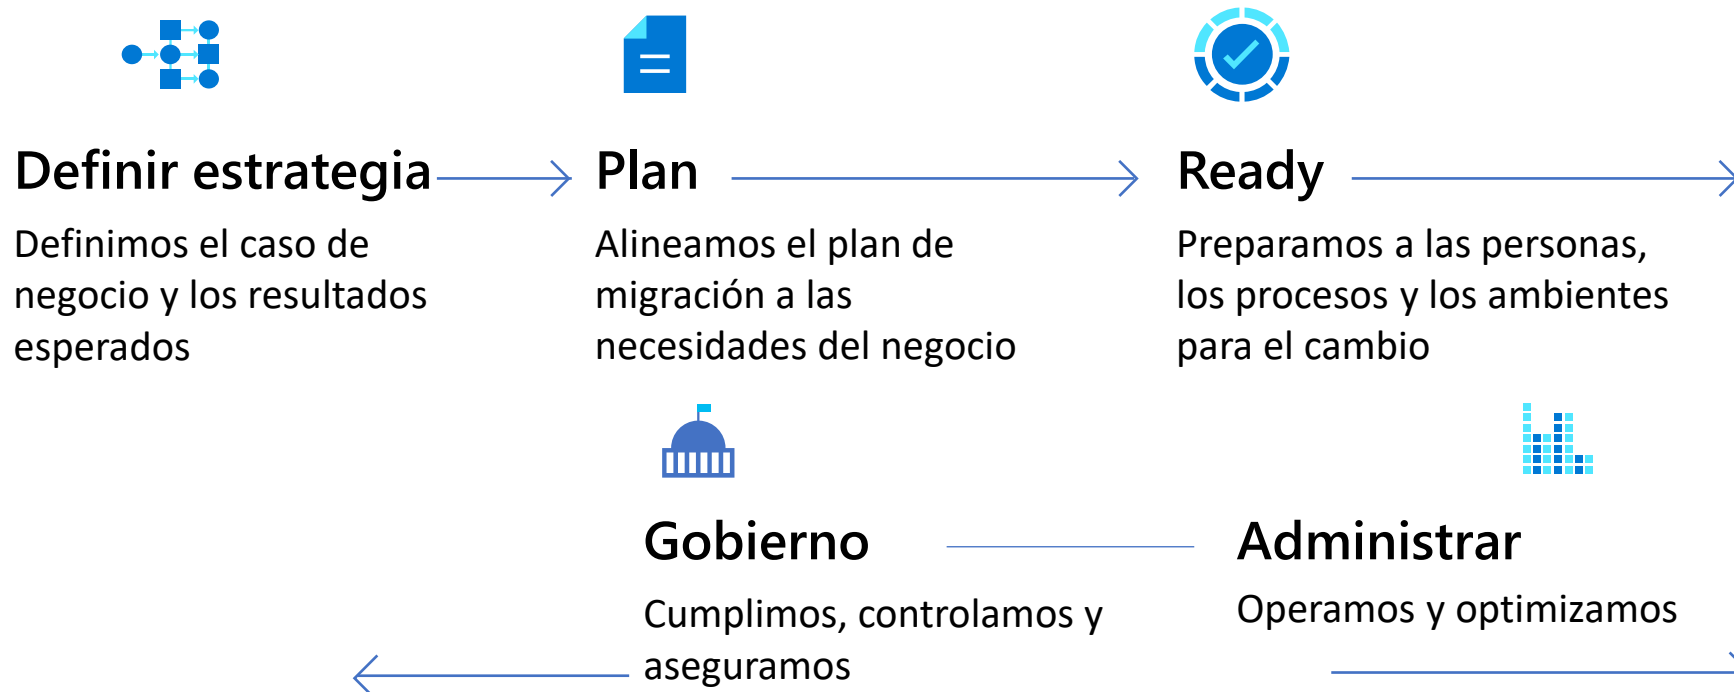 Definir estrategia
Definimos el caso de
negocio y los resultados
esperados
Plan
Alineamos el plan de
migración a las
necesidades del negocio
Ready
Preparamos a las personas,
los procesos y los ambientes
para el cambio
Gobierno
Cumplimos, controlamos y
aseguramos
Administrar
Operamos y optimizamos